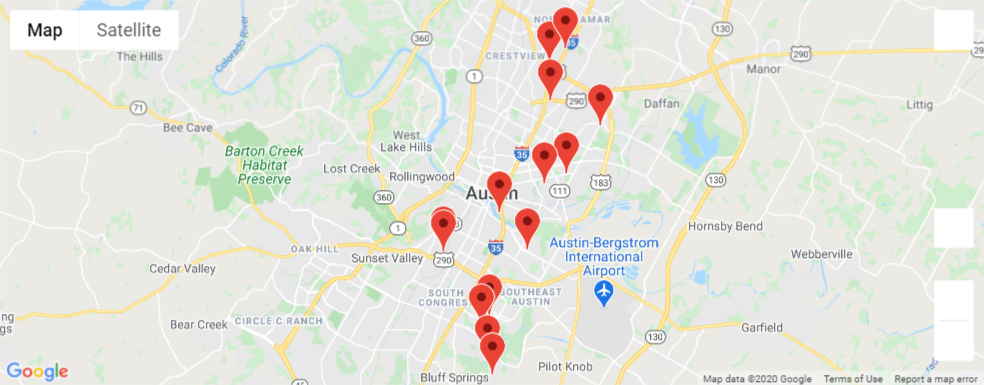 Map Satellite
NORTH LAMAR
Colorado River
The Hills
360
35
130
CRESTVIEW
290
1
Manor
71
290
Daffan
Littig
Bee Cave
West
Lake Hills
Barton Creek
Habitat
Preserve
Lost Creek
Rollingwood
35
183
130
111
360
Austin
1
Hornsby Bend
OAK HILL
Sunset Valley
290
35
Austin-Bergstrom
International
Airport
Webberville
Cedar Valley
SOUTH
CONGRESS
SOUTHEAST
AUSTIN
ng
gs
Bear Creek
CIRCLE C RANCH
130
Garfield
Google
Bluff Springs
Pilot Knob
Map data ©2020 Google
Terms of Use
Report a map error